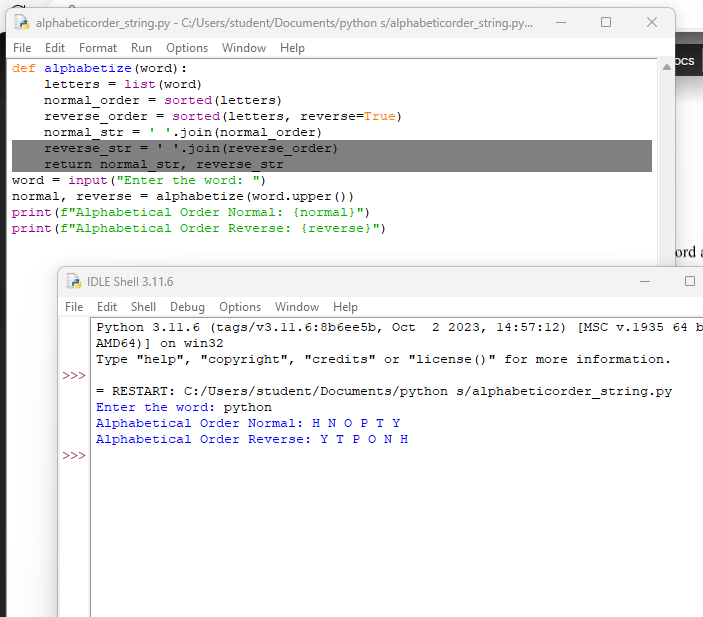 alphabeticorder_string.py - C:/Users/student/Documents/python s/alphabeticorder_string.py...
File Edit Format Run Options Window Help
def alphabetize(word):
    letters = list(word)
    normal_order = sorted(letters)
    reverse_order = sorted(letters, reverse=True)
    normal_str = ' '.join(normal_order)
    reverse_str = ' '.join(reverse_order)
    return normal_str, reverse_str
word = input("Enter the word: ")
normal, reverse = alphabetize(word.upper())
print(f"Alphabetical Order Normal: {normal}")
print(f"Alphabetical Order Reverse: {reverse}")
IDLE Shell 3.11.6
File Edit Shell Debug Options Window Help
Python 3.11.6 (tags/v3.11.6:8b6ee5b, Oct  2 2023, 14:57:12) [MSC v.1935 64 b
AMD64)] on win32
Type "help", "copyright", "credits" or "license()" for more information.
>>>
= RESTART: C:/Users/student/Documents/python s/alphabeticorder_string.py
Enter the word: python
Alphabetical Order Normal: H N O P T Y
Alphabetical Order Reverse: Y T P O N H
>>>